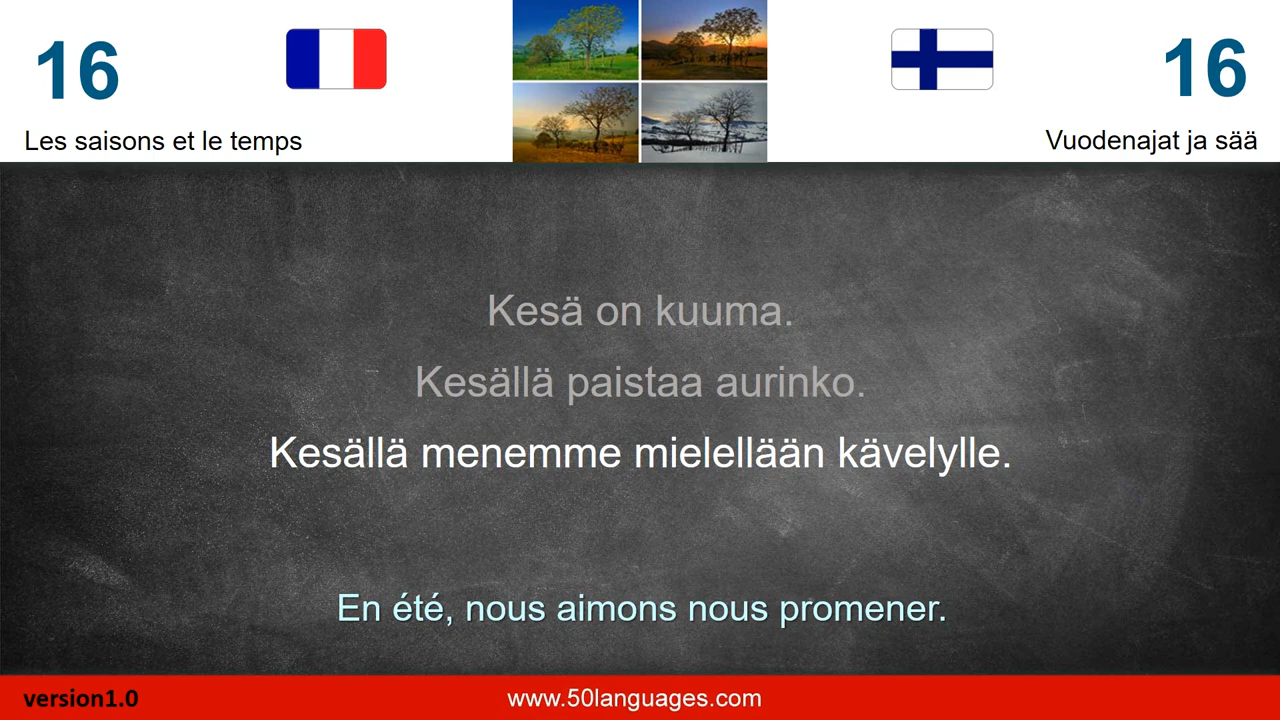 16
16
Les saisons et le temps
Vuodenajat ja sää
Kesä on kuuma.
Kesällä paistaa aurinko.
Kesällä menemme mielellään kävelylle.
En été, nous aimons nous promener.
version1.0
www.50languages.com